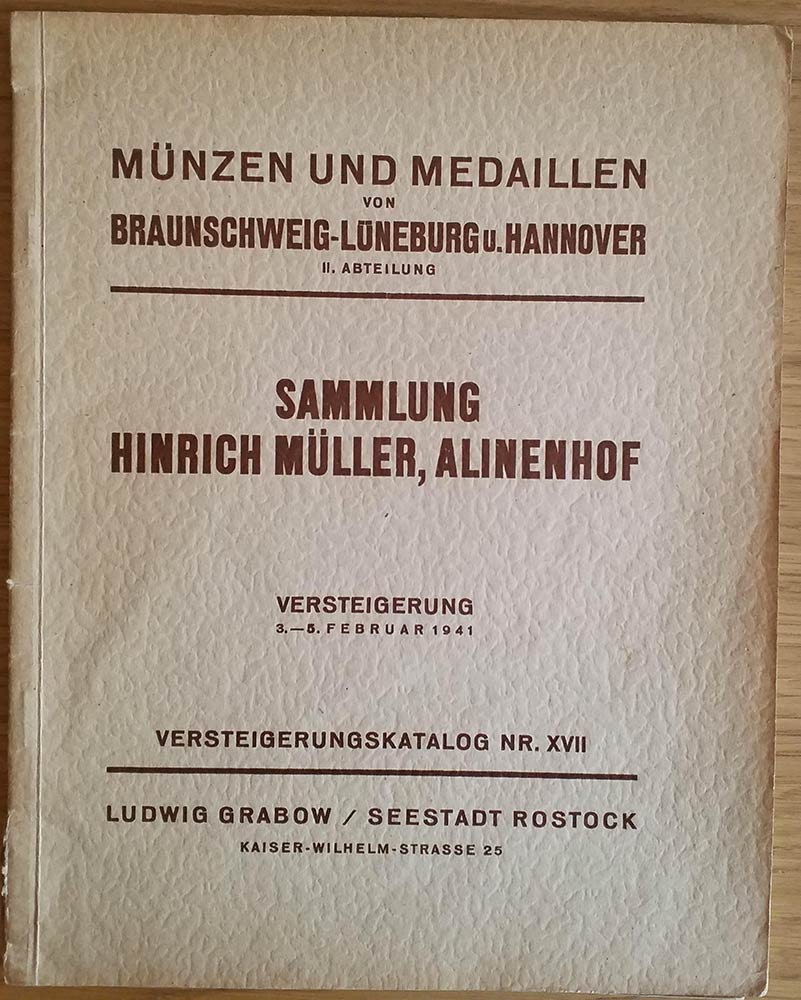 MÜNZEN UND MEDAILLEN
VON
BRAUNSCHWEIG-LÜNEBURG u. HANNOVER
II. ABTEILUNG
SAMMLUNG
HINRICH MÜLLER, ALINENHOF
VERSTEIGERUNG
3.—5. FEBRUAR 1941
VERSTEIGERUNGSKATALOG NR. XVII
LUDWIG GRABOW / SEESTADT ROSTOCK
KAISER-WILHELM-STRASSE 25